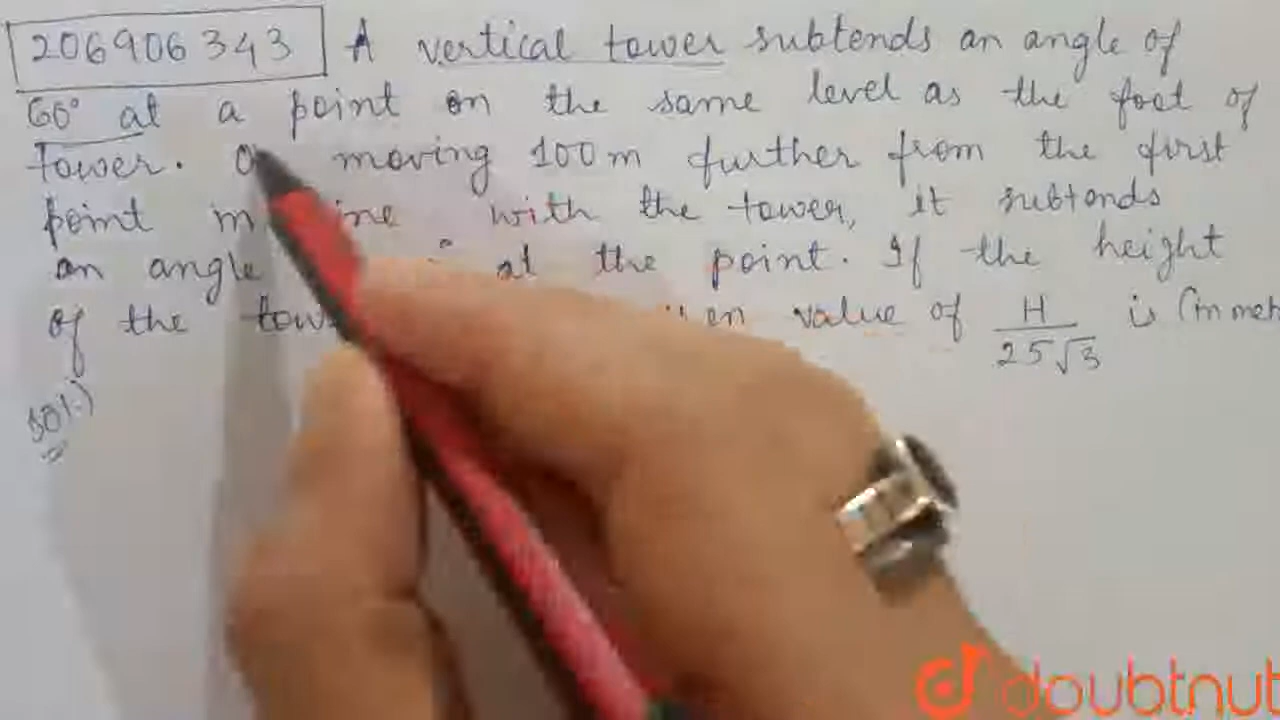 206906343 A vertical tower subtends an angle of
60° at a point on the same level as the foot of
tower. moving 100m further from the first
point with the tower, it subtends
an angle at the point. If the height
of the value of H/25√3 is (in met
Sol:)
doubtnut